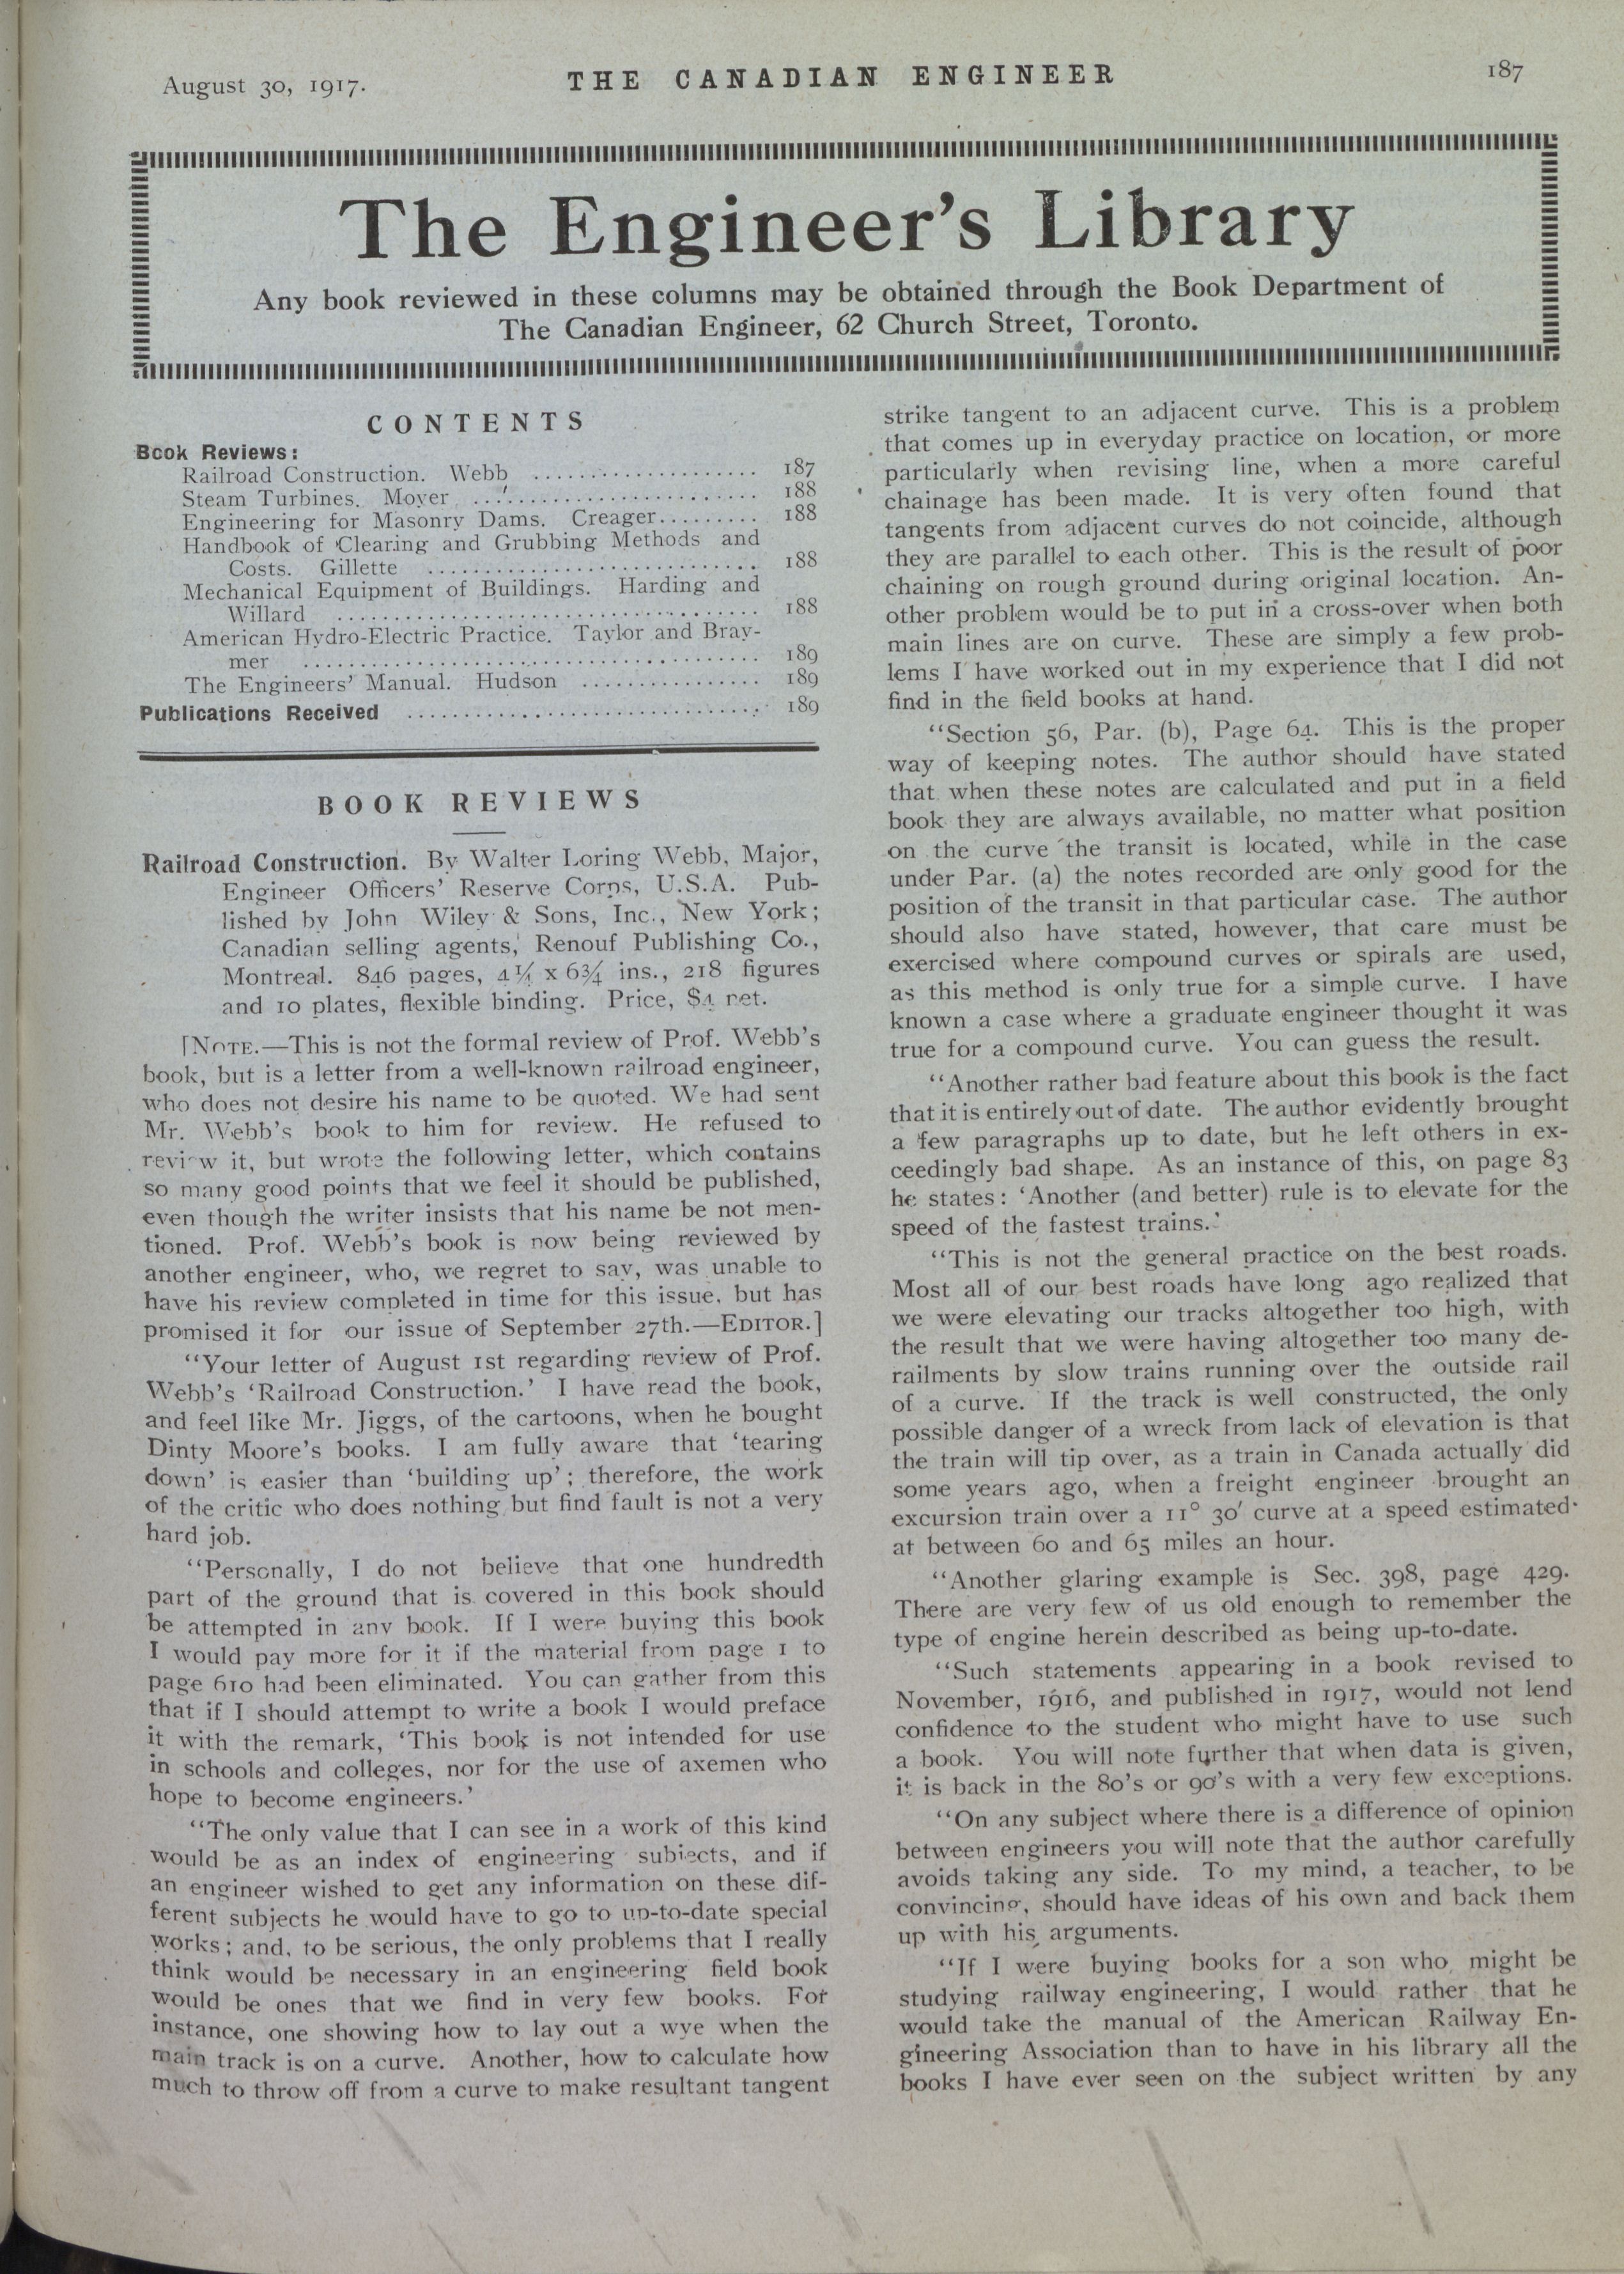 August 30, 1917.
THE CANADIAN ENGINEER
187
The Engineer's Library
Any book reviewed in these columns may be obtained through the Book Department of
The Canadian Engineer, 62 Church Street, Toronto.
CONTENTS
Book Reviews:
Railroad Construction. Webb .................... 187
Steam Turbines. Moyer ......................... 188
Engineering for Masonry Dams. Creager......... 188
Handbook of Clearing and Grubbing Methods and
Costs. Gillette ............................. 188
Mechanical Equipment of Buildings. Harding and
Willard ..................................... 188
American Hydro-Electric Practice. Taylor and Bray-
mer ........................................ 189
The Engineers' Manual. Hudson ................ 189
Publications Received ............................... 189
BOOK REVIEWS
Railroad Construction. By Walter Loring Webb, Major,
Engineer Officers' Reserve Corps, U.S.A. Pub-
lished by John Wiley & Sons, Inc., New York;
Canadian selling agents, Renouf Publishing Co.,
Montreal. 846 pages, 4¼ x 6¾ ins., 218 figures
and 10 plates, flexible binding. Price, $4 net.
[NOTE.—This is not the formal review of Prof. Webb's
book, but is a letter from a well-known railroad engineer,
who does not desire his name to be quoted. We had sent
Mr. Webb's book to him for review. He refused to
review it, but wrote the following letter, which contains
so many good points that we feel it should be published,
even though the writer insists that his name be not men-
tioned. Prof. Webb's book is now being reviewed by
another engineer, who, we regret to say, was unable to
have his review completed in time for this issue, but has
promised it for our issue of September 27th.—EDITOR.]
"Your letter of August 1st regarding review of Prof.
Webb's 'Railroad Construction.' I have read the book,
and feel like Mr. Jiggs, of the cartoons, when he bought
Dinty Moore's books. I am fully aware that 'tearing
down' is easier than 'building up'; therefore, the work
of the critic who does nothing but find fault is not a very
hard job.
"Personally, I do not believe that one hundredth
part of the ground that is covered in this book should
be attempted in any book. If I were buying this book
I would pay more for it if the material from page 1 to
page 610 had been eliminated. You can gather from this
that if I should attempt to write a book I would preface
it with the remark, 'This book is not intended for use
in schools and colleges, nor for the use of axemen who
hope to become engineers.'
"The only value that I can see in a work of this kind
would be as an index of engineering subjects, and if
an engineer wished to get any information on these dif-
ferent subjects he would have to go to up-to-date special
works; and, to be serious, the only problems that I really
think would be necessary in an engineering field book
would be ones that we find in very few books. For
instance, one showing how to lay out a wye when the
main track is on a curve. Another, how to calculate how
much to throw off from a curve to make resultant tangent
strike tangent to an adjacent curve. This is a problem
that comes up in everyday practice on location, or more
particularly when revising line, when a more careful
chainage has been made. It is very often found that
tangents from adjacent curves do not coincide, although
they are parallel to each other. This is the result of poor
chaining on rough ground during original location. An-
other problem would be to put in a cross-over when both
main lines are on curve. These are simply a few prob-
lems I have worked out in my experience that I did not
find in the field books at hand.
"Section 56, Par. (b), Page 64. This is the proper
way of keeping notes. The author should have stated
that when these notes are calculated and put in a field
book they are always available, no matter what position
on the curve the transit is located, while in the case
under Par. (a) the notes recorded are only good for the
position of the transit in that particular case. The author
should also have stated, however, that care must be
exercised where compound curves or spirals are used,
as this method is only true for a simple curve. I have
known a case where a graduate engineer thought it was
true for a compound curve. You can guess the result.
"Another rather bad feature about this book is the fact
that it is entirely out of date. The author evidently brought
a few paragraphs up to date, but he left others in ex-
ceedingly bad shape. As an instance of this, on page 83
he states: 'Another (and better) rule is to elevate for the
speed of the fastest trains.'
"This is not the general practice on the best roads.
Most all of our best roads have long ago realized that
we were elevating our tracks altogether too high, with
the result that we were having altogether too many de-
railments by slow trains running over the outside rail
of a curve. If the track is well constructed, the only
possible danger of a wreck from lack of elevation is that
the train will tip over, as a train in Canada actually did
some years ago, when a freight engineer brought an
excursion train over a 11° 30′ curve at a speed estimated
at between 60 and 65 miles an hour.
"Another glaring example is Sec. 398, page 429.
There are very few of us old enough to remember the
type of engine herein described as being up-to-date.
"Such statements appearing in a book revised to
November, 1916, and published in 1917, would not lend
confidence to the student who might have to use such
a book. You will note further that when data is given,
it is back in the 80's or 90's with a very few exceptions.
"On any subject where there is a difference of opinion
between engineers you will note that the author carefully
avoids taking any side. To my mind, a teacher, to be
convincing, should have ideas of his own and back them
up with his arguments.
"If I were buying books for a son who might be
studying railway engineering, I would rather that he
would take the manual of the American Railway En-
gineering Association than to have in his library all the
books I have ever seen on the subject written by any